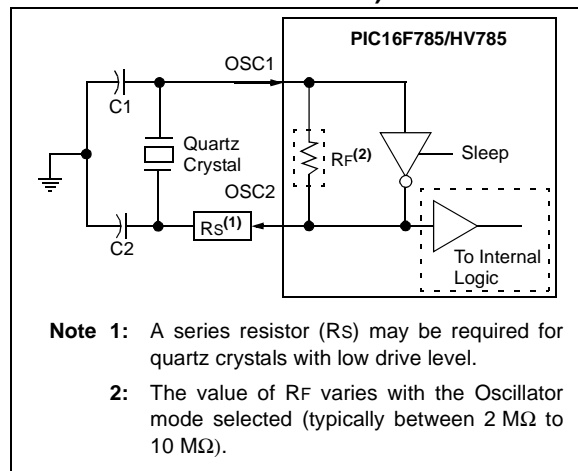 PIC16F785/HV785
OSC1
C1
Quartz
Crystal
RF(2)
Sleep
OSC2
C2
RS(1)
To Internal
Logic
Note 1: A series resistor (RS) may be required for
quartz crystals with low drive level.
2: The value of RF varies with the Oscillator
mode selected (typically between 2 MΩ to
10 MΩ).